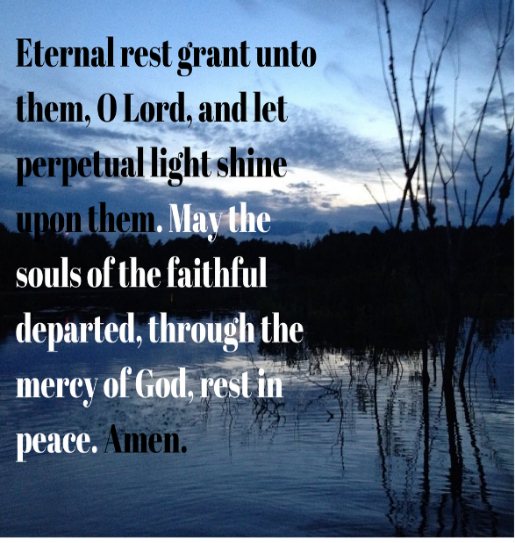 Eternal rest grant unto
them, O Lord, and let
perpetual light shine
upon them. May the
souls of the faithful
departed, through the
mercy of God, rest in
peace. Amen.